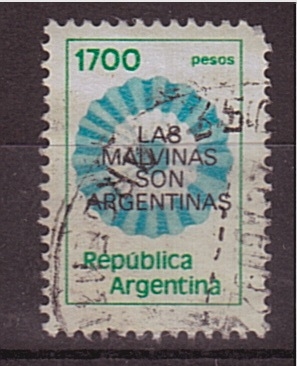 1700 pesos
LAS
MALVINAS
SON
ARGENTINAS
República
Argentina